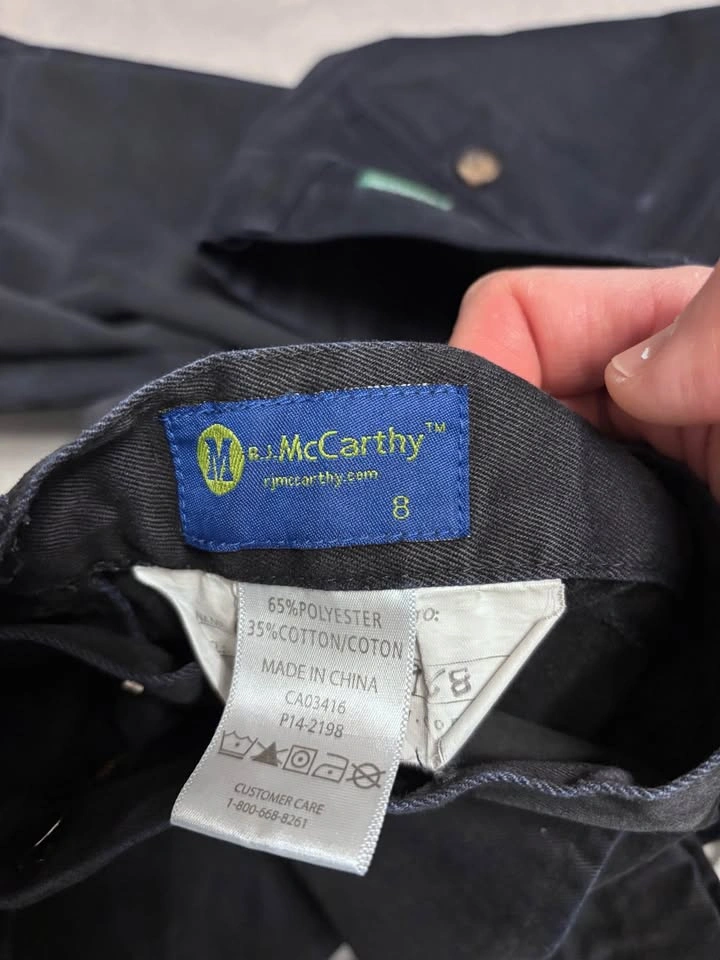 R.J. McCarthy™
rjmccarthy.com
8
65%POLYESTER
35%COTTON/COTON
MADE IN CHINA
CA03416
P14-2198
CUSTOMER CARE
1-800-668-8261
TO: